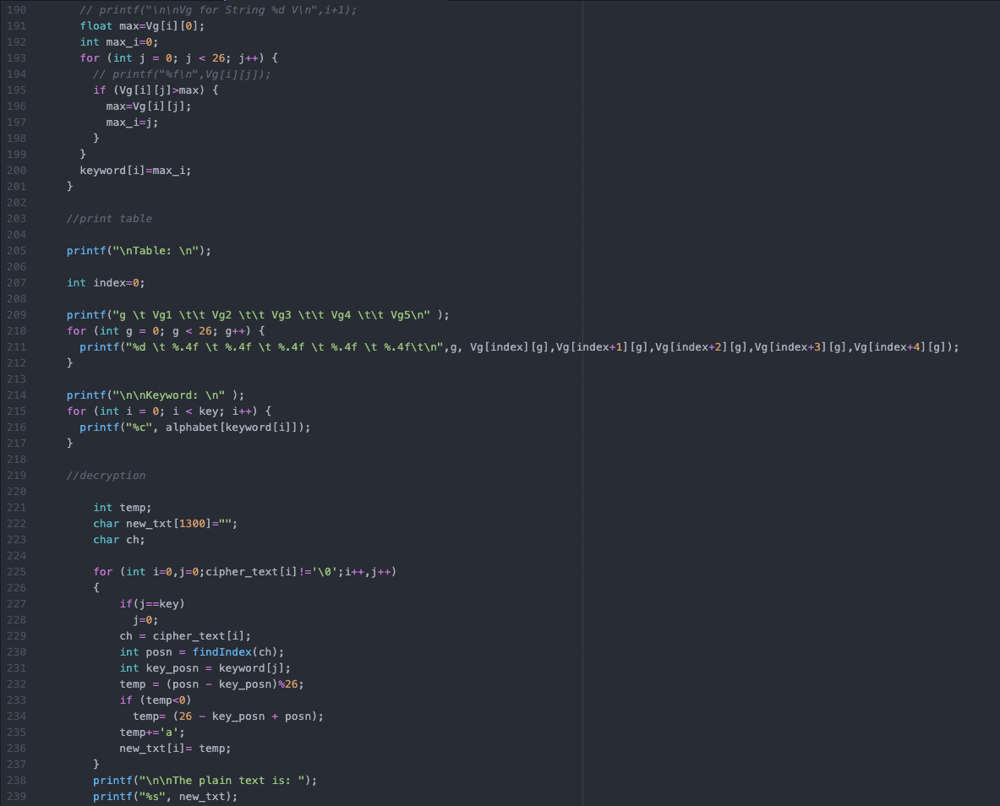 190 // printf("\n\nVg for String %d V\n",i+1);
191 float max=Vg[i][0];
192 int max_i=0;
193 for (int j = 0; j < 26; j++) {
194 // printf("%f\n",Vg[i][j]);
195 if (Vg[i][j]>max) {
196 max=Vg[i][j];
197 max_i=j;
198 }
199 }
200 keyword[i]=max_i;
201 }
202
203 //print table
204
205 printf("\nTable: \n");
206
207 int index=0;
208
209 printf("g \t Vg1 \t\t Vg2 \t\t Vg3 \t\t Vg4 \t\t Vg5\n" );
210 for (int g = 0; g < 26; g++) {
211 printf("%d \t %.4f \t %.4f \t %.4f \t %.4f \t %.4f\t\n",g, Vg[index][g],Vg[index+1][g],Vg[index+2][g],Vg[index+3][g],Vg[index+4][g]);
212 }
213
214 printf("\n\nKeyword: \n" );
215 for (int i = 0; i < key; i++) {
216 printf("%c", alphabet[keyword[i]]);
217 }
218
219 //decryption
220
221 int temp;
222 char new_txt[1300]="";
223 char ch;
224
225 for (int i=0,j=0;cipher_text[i]!='\0';i++,j++)
226 {
227 if(j==key)
228 j=0;
229 ch = cipher_text[i];
230 int posn = findIndex(ch);
231 int key_posn = keyword[j];
232 temp = (posn - key_posn)%26;
233 if (temp<0)
234 temp= (26 - key_posn + posn);
235 temp+='a';
236 new_txt[i]= temp;
237 }
238 printf("\n\nThe plain text is: ");
239 printf("%s", new_txt);